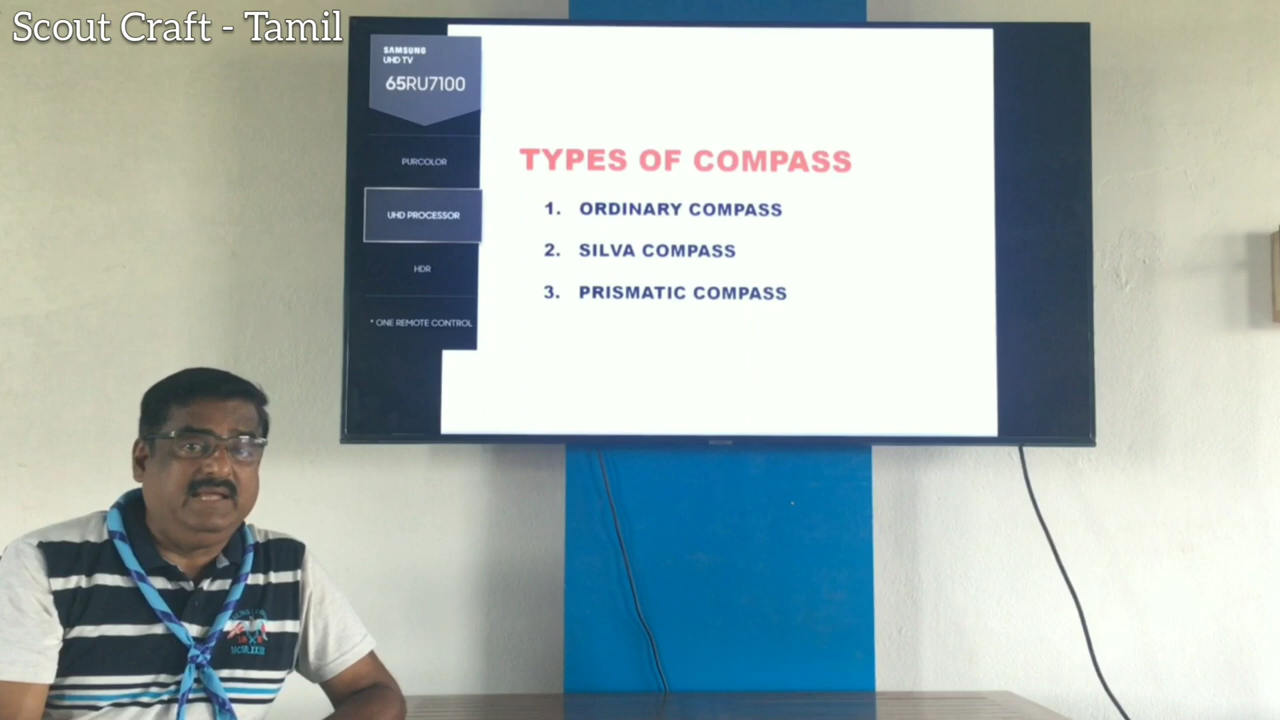 Scout Craft - Tamil
SAMSUNG
UHD TV
65RU7100
PURCOLOR
UHD PROCESSOR
HDR
* ONE REMOTE CONTROL
TYPES OF COMPASS
1. ORDINARY COMPASS
2. SILVA COMPASS
3. PRISMATIC COMPASS